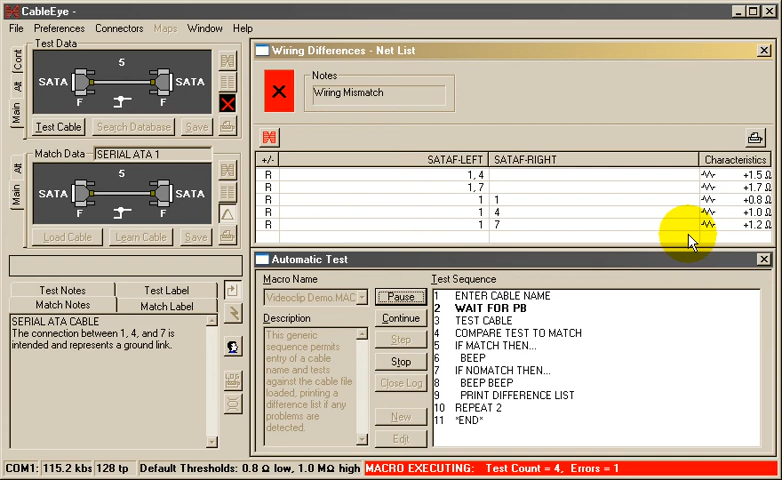 CableEye -
File Preferences Connectors Maps Window Help
Test Data
Cont
Alt
Main
5
SATA SATA
F F
Test Cable Search Database Save
Match Data SERIAL ATA 1
Alt
Main
5
SATA SATA
F F
Load Cable Learn Cable Save
Test Notes Test Label
Match Notes Match Label
SERIAL ATA CABLE
The connection between 1, 4, and 7 is
intended and represents a ground link.
LOG
Wiring Differences - Net List
Notes
Wiring Mismatch
+/- SATAF-LEFT SATAF-RIGHT Characteristics
R 1, 4 +1.5 Ω
R 1, 7 +1.7 Ω
R 1 1 +0.8 Ω
R 1 4 +1.0 Ω
R 1 7 +1.2 Ω
Automatic Test
Macro Name
Videoclip Demo.MAC
Description
This generic
sequence permits
entry of a cable
name and tests
against the cable file
loaded, printing a
difference list if any
problems are
detected.
Pause
Continue
Step
Stop
Close Log
New
Edit
Test Sequence
1 ENTER CABLE NAME
2 WAIT FOR PB
3 TEST CABLE
4 COMPARE TEST TO MATCH
5 IF MATCH THEN...
6 BEEP
7 IF NOMATCH THEN...
8 BEEP BEEP
9 PRINT DIFFERENCE LIST
10 REPEAT 2
11 *END*
COM1: 115.2 kbs 128 tp Default Thresholds: 0.8 Ω low, 1.0 MΩ high MACRO EXECUTING: Test Count = 4, Errors = 1